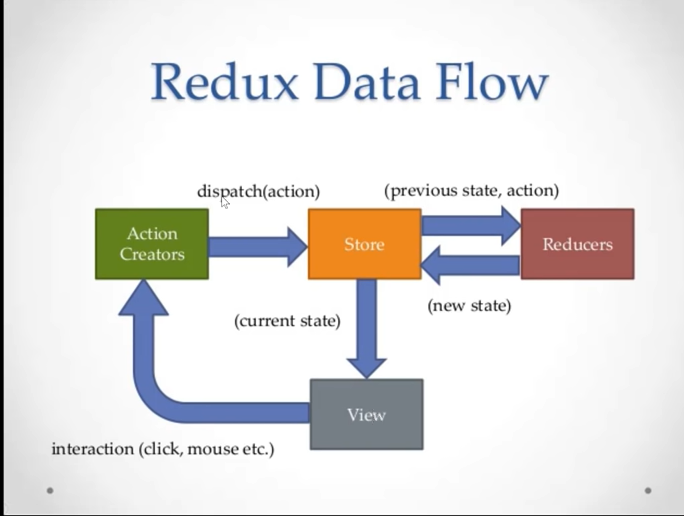 Redux Data Flow
dispatch(action)
(previous state, action)
Action
Creators
Store
Reducers
(new state)
(current state)
View
interaction (click, mouse etc.)